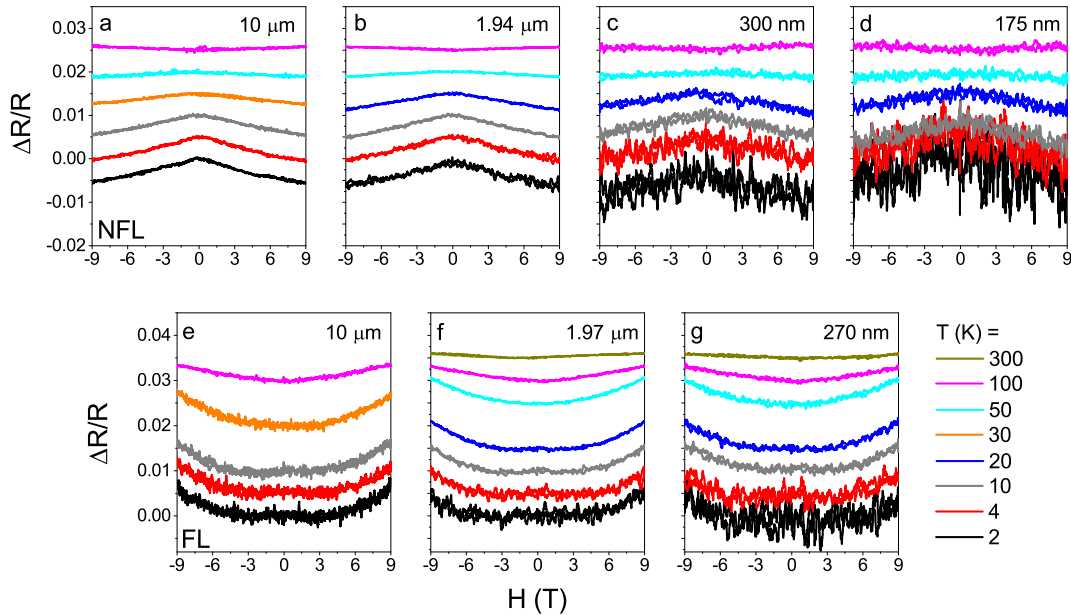 a 10 μm
b 1.94 μm
c 300 nm
d 175 nm
0.03
0.02
0.01
0.00
-0.01
-0.02
ΔR/R
NFL
-9 -6 -3 0 3 6 9
-9 -6 -3 0 3 6 9
-9 -6 -3 0 3 6 9
-9 -6 -3 0 3 6 9
e 10 μm
f 1.97 μm
g 270 nm
0.04
0.03
0.02
0.01
0.00
ΔR/R
FL
-9 -6 -3 0 3 6 9
-9 -6 -3 0 3 6 9
-9 -6 -3 0 3 6 9
H (T)
T (K) =
300
100
50
30
20
10
4
2